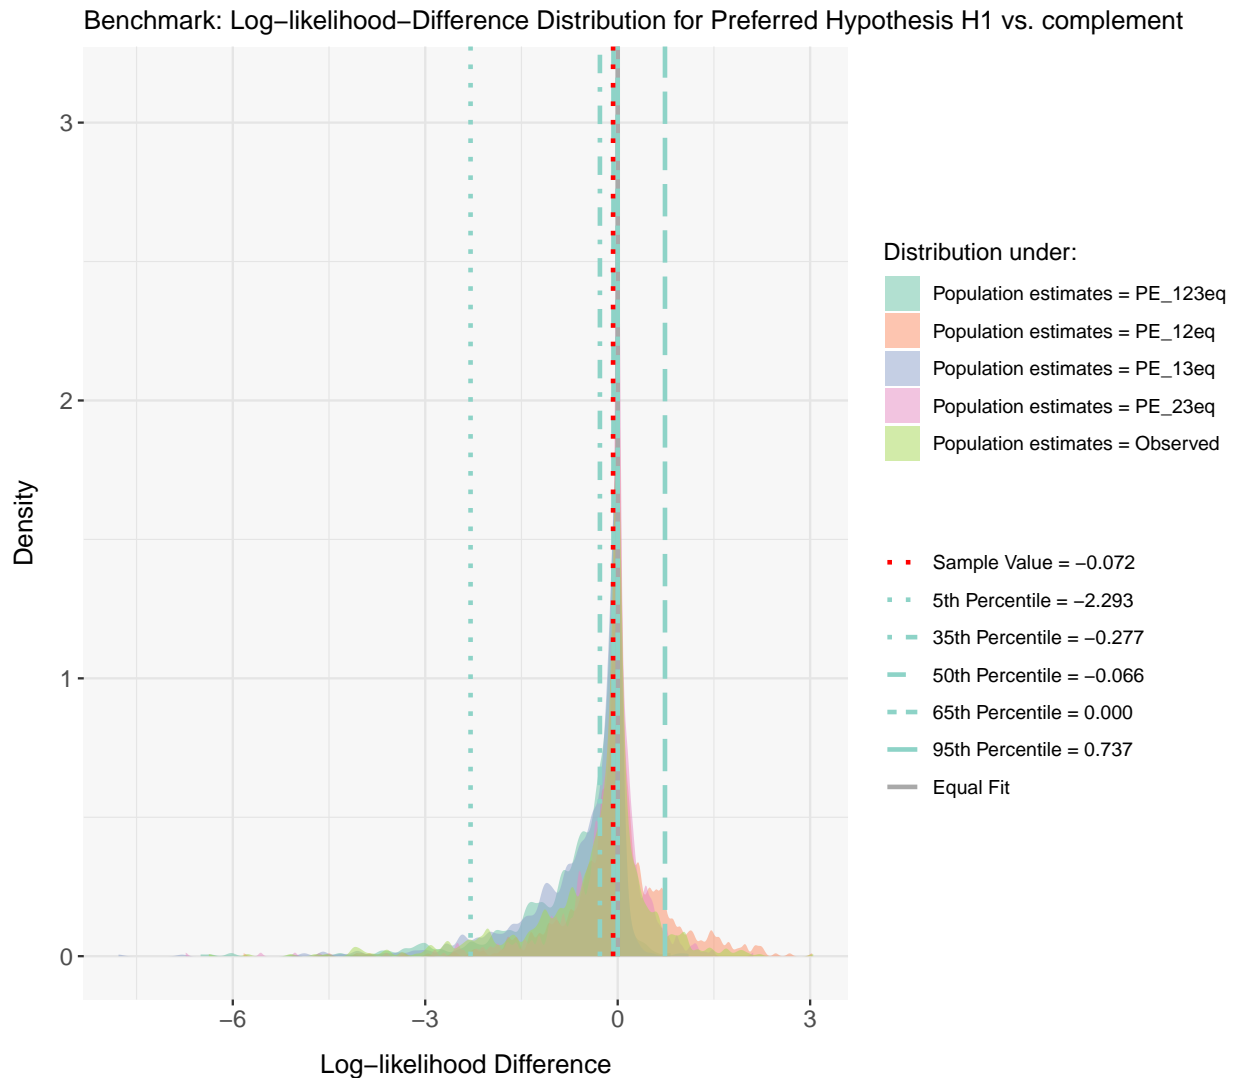 Benchmark: Log−likelihood−Difference Distribution for Preferred Hypothesis H1 vs. complement
3
2
1
0
Density
−6
−3
0
3
Log−likelihood Difference
Distribution under:
Population estimates = PE_123eq
Population estimates = PE_12eq
Population estimates = PE_13eq
Population estimates = PE_23eq
Population estimates = Observed
Sample Value = −0.072
5th Percentile = −2.293
35th Percentile = −0.277
50th Percentile = −0.066
65th Percentile = 0.000
95th Percentile = 0.737
Equal Fit